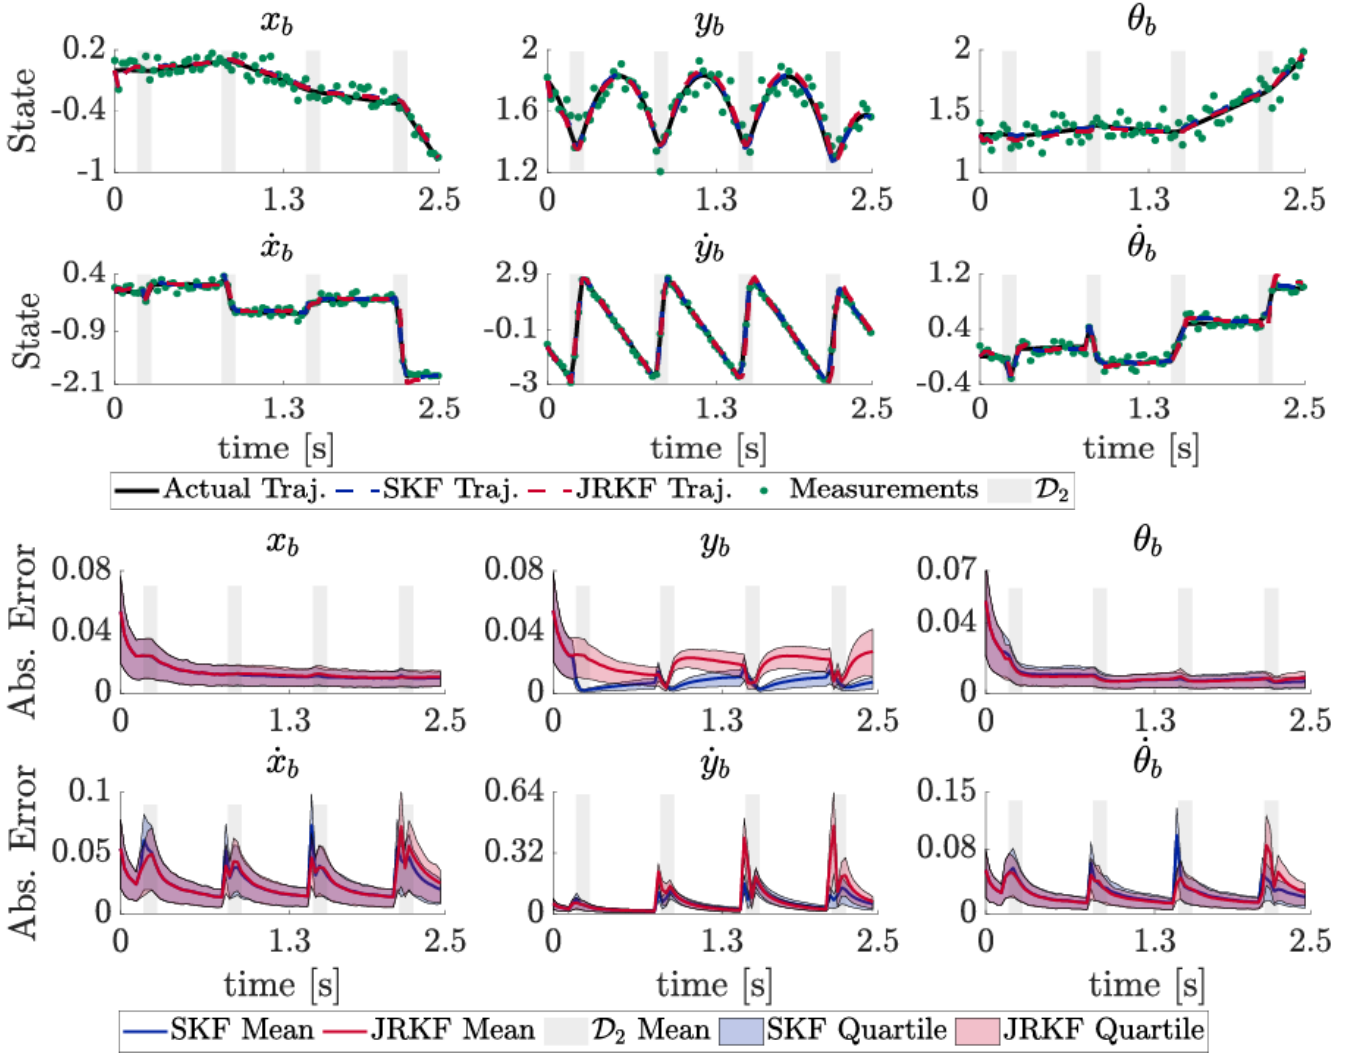 x_b y_b θ_b
State
0.2 -0.4 -1 0 1.3 2.5
2 1.6 1.2 0 1.3 2.5
2 1.5 1 0 1.3 2.5
ẋ_b ẏ_b θ̇_b
State
0.4 -0.9 -2.1 0 1.3 2.5
2.9 -0.1 -3 0 1.3 2.5
1.2 0.4 -0.4 0 1.3 2.5
time [s] time [s] time [s]
Actual Traj. SKF Traj. JRKF Traj. Measurements 𝒟₂
x_b y_b θ_b
Abs. Error
0.08 0.04 0 0 1.3 2.5
0.08 0.04 0 0 1.3 2.5
0.07 0.04 0 0 1.3 2.5
ẋ_b ẏ_b θ̇_b
Abs. Error
0.1 0.05 0 0 1.3 2.5
0.64 0.32 0 0 1.3 2.5
0.15 0.08 0 0 1.3 2.5
time [s] time [s] time [s]
SKF Mean JRKF Mean 𝒟₂ Mean SKF Quartile JRKF Quartile